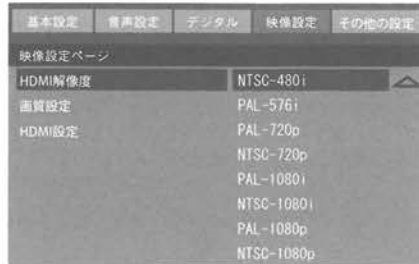 基本設定 音声設定 デジタル 映像設定 その他の設定
映像設定ページ
HDMI解像度 NTSC-480i
画質設定 PAL-576i
HDMI設定 PAL-720p
NTSC-720p
PAL-1080i
NTSC-1080i
PAL-1080p
NTSC-1080p